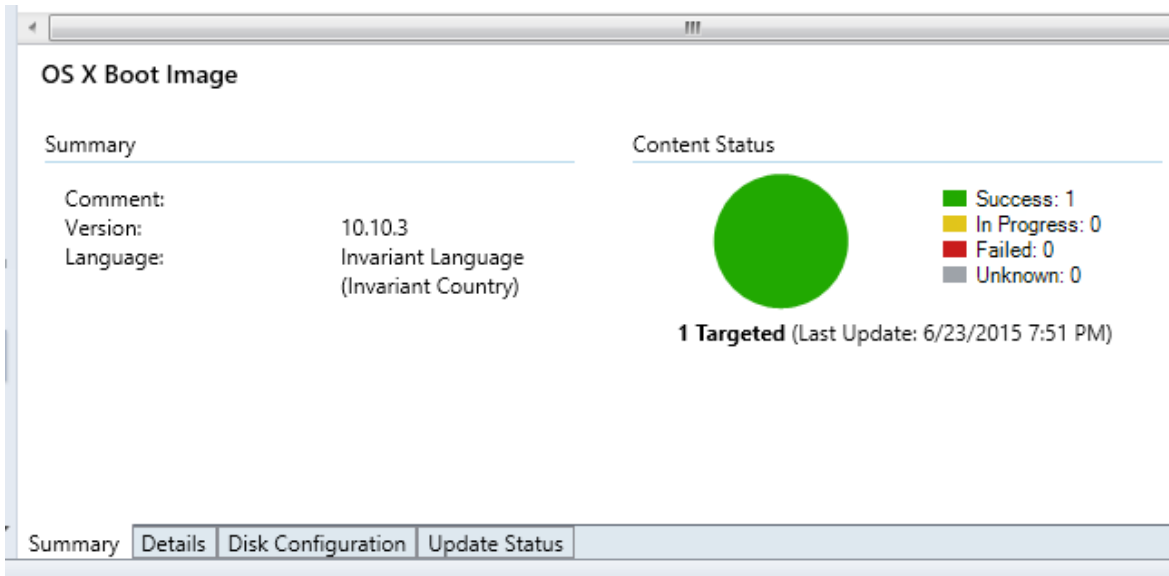 OS X Boot Image
Summary
Comment:
Version: 10.10.3
Language: Invariant Language
(Invariant Country)
Content Status
Success: 1
In Progress: 0
Failed: 0
Unknown: 0
1 Targeted (Last Update: 6/23/2015 7:51 PM)
Summary Details Disk Configuration Update Status